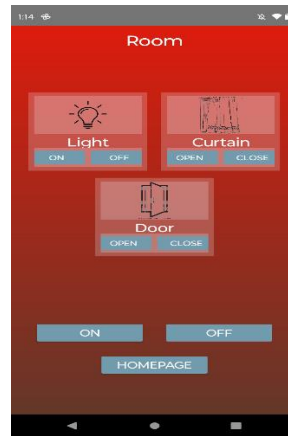 1:14
Room
Light
Curtain
ON OFF
OPEN CLOSE
Door
OPEN CLOSE
ON OFF
HOMEPAGE